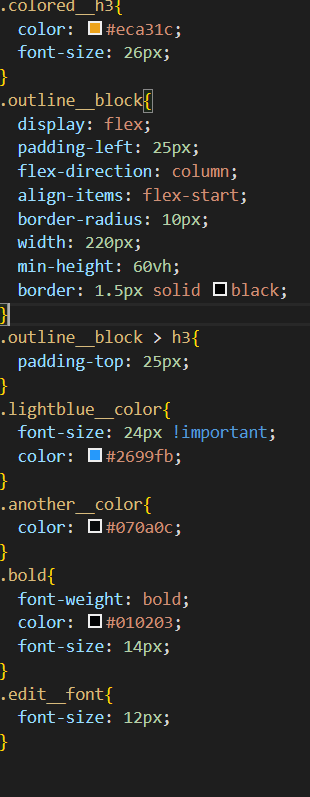 .colored__h3{
  color: #eca31c;
  font-size: 26px;
}
.outline__block{
  display: flex;
  padding-left: 25px;
  flex-direction: column;
  align-items: flex-start;
  border-radius: 10px;
  width: 220px;
  min-height: 60vh;
  border: 1.5px solid black;
}
.outline__block > h3{
  padding-top: 25px;
}
.lightblue__color{
  font-size: 24px !important;
  color: #2699fb;
}
.another__color{
  color: #070a0c;
}
.bold{
  font-weight: bold;
  color: #010203;
  font-size: 14px;
}
.edit__font{
  font-size: 12px;
}